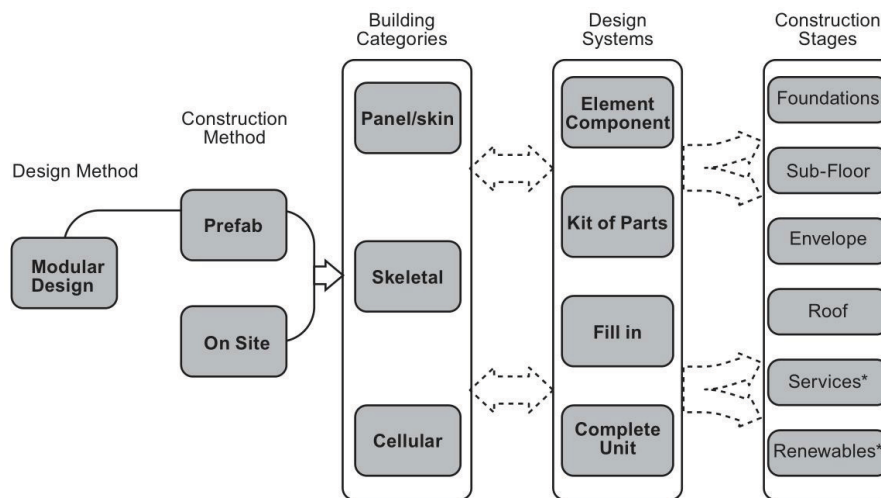 Building
Categories
Design
Systems
Construction
Stages
Construction
Method
Design Method
Modular
Design
Prefab
On Site
Panel/skin
Skeletal
Cellular
Element
Component
Kit of Parts
Fill in
Complete
Unit
Foundations
Sub-Floor
Envelope
Roof
Services*
Renewables*